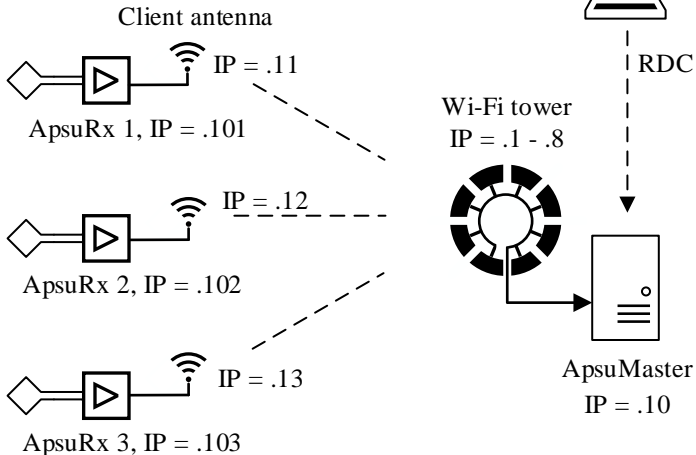 Client antenna
IP = .11
ApsuRx 1, IP = .101
RDC
Wi-Fi tower
IP = .1 - .8
IP = .12
ApsuRx 2, IP = .102
IP = .13
ApsuRx 3, IP = .103
ApsuMaster
IP = .10